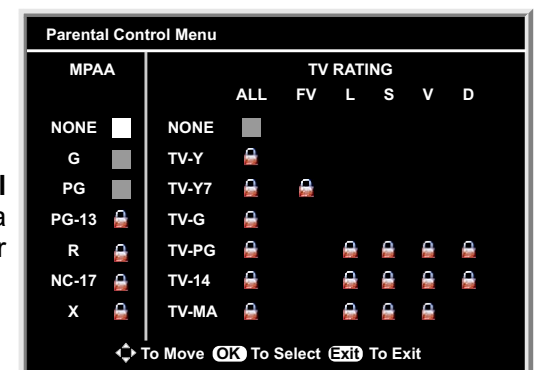 Parental Control Menu
MPAA TV RATING
ALL FV L S V D
NONE NONE
G TV-Y
l PG TV-Y7
a PG-13 TV-G
r R TV-PG
NC-17 TV-14
X TV-MA
To Move OK To Select Exit To Exit